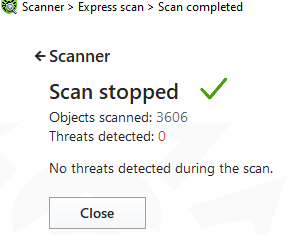 Scanner > Express scan > Scan completed
Scanner
Scan stopped
Objects scanned: 3606
Threats detected: 0
No threats detected during the scan.
Close